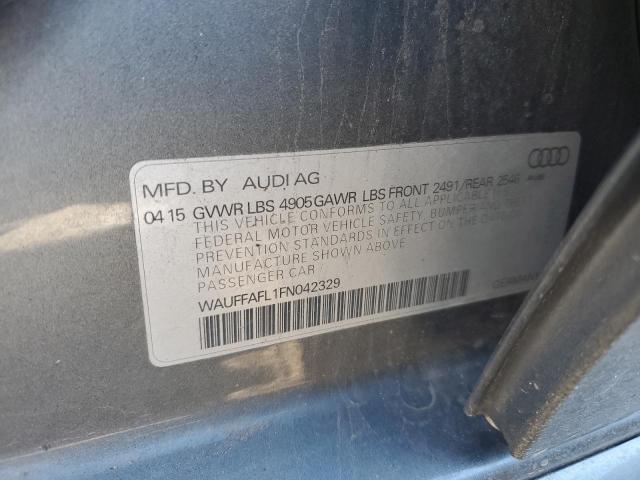 MFD. BY AUDI AG
04 15 GVWR LBS 4905 GAWR LBS FRONT 2491/REAR 2546
THIS VEHICLE CONFORMS TO ALL APPLICABLE
FEDERAL MOTOR VEHICLE SAFETY, BUMPER AND THEFT
PREVENTION STANDARDS IN EFFECT ON THE DATE
MANUFACTURE SHOWN ABOVE
PASSENGER CAR
WAUFFAFL1FN042329
GERMANY